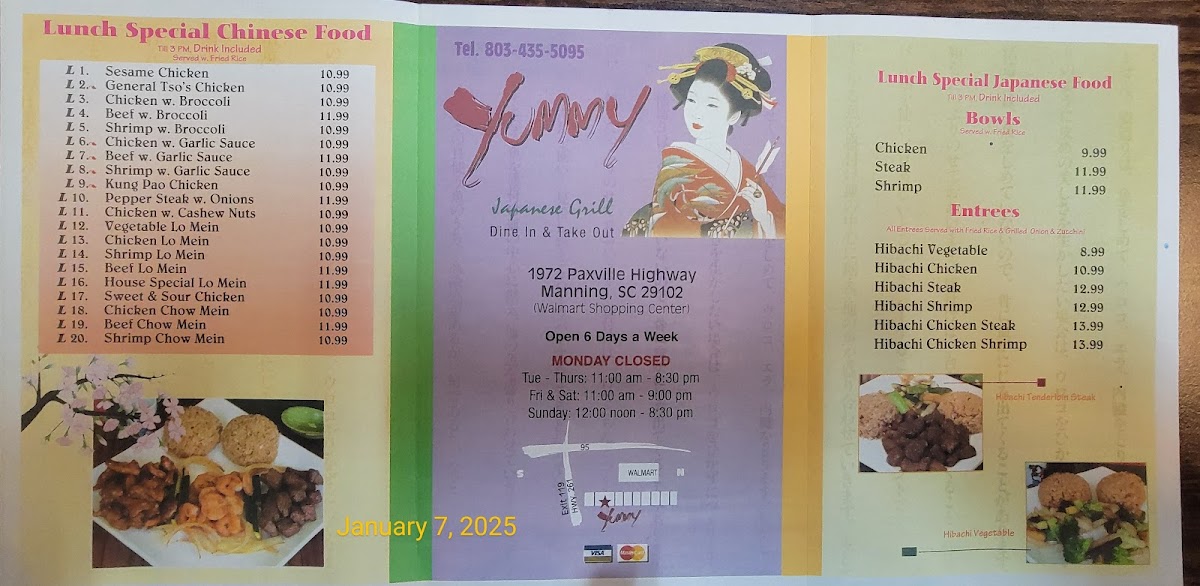 Lunch Special Chinese Food
Till 3 PM, Drink Included
Served w. Fried Rice
L 1. Sesame Chicken 10.99
L 2. General Tso's Chicken 10.99
L 3. Chicken w. Broccoli 10.99
L 4. Beef w. Broccoli 11.99
L 5. Shrimp w. Broccoli 10.99
L 6. Chicken w. Garlic Sauce 10.99
L 7. Beef w. Garlic Sauce 11.99
L 8. Shrimp w. Garlic Sauce 10.99
L 9. Kung Pao Chicken 10.99
L 10. Pepper Steak w. Onions 11.99
L 11. Chicken w. Cashew Nuts 10.99
L 12. Vegetable Lo Mein 10.99
L 13. Chicken Lo Mein 10.99
L 14. Shrimp Lo Mein 10.99
L 15. Beef Lo Mein 11.99
L 16. House Special Lo Mein 11.99
L 17. Sweet & Sour Chicken 10.99
L 18. Chicken Chow Mein 10.99
L 19. Beef Chow Mein 11.99
L 20. Shrimp Chow Mein 10.99
Tel. 803-435-5095
Yummy
Japanese Grill
Dine In & Take Out
1972 Paxville Highway
Manning, SC 29102
(Walmart Shopping Center)
Open 6 Days a Week
MONDAY CLOSED
Tue - Thurs: 11:00 am - 8:30 pm
Fri & Sat: 11:00 am - 9:00 pm
Sunday: 12:00 noon - 8:30 pm
95
S
WALMART
N
Exit 119
Hwy. 261
Yummy
VISA
MasterCard
January 7, 2025
Lunch Special Japanese Food
Till 3 PM, Drink Included
Bowls
Served w. Fried Rice
Chicken 9.99
Steak 11.99
Shrimp 11.99
Entrees
All Entrees Served with Fried Rice & Grilled Onion & Zucchini
Hibachi Vegetable 8.99
Hibachi Chicken 10.99
Hibachi Steak 12.99
Hibachi Shrimp 12.99
Hibachi Chicken Steak 13.99
Hibachi Chicken Shrimp 13.99
Hibachi Tenderloin Steak
Hibachi Vegetable